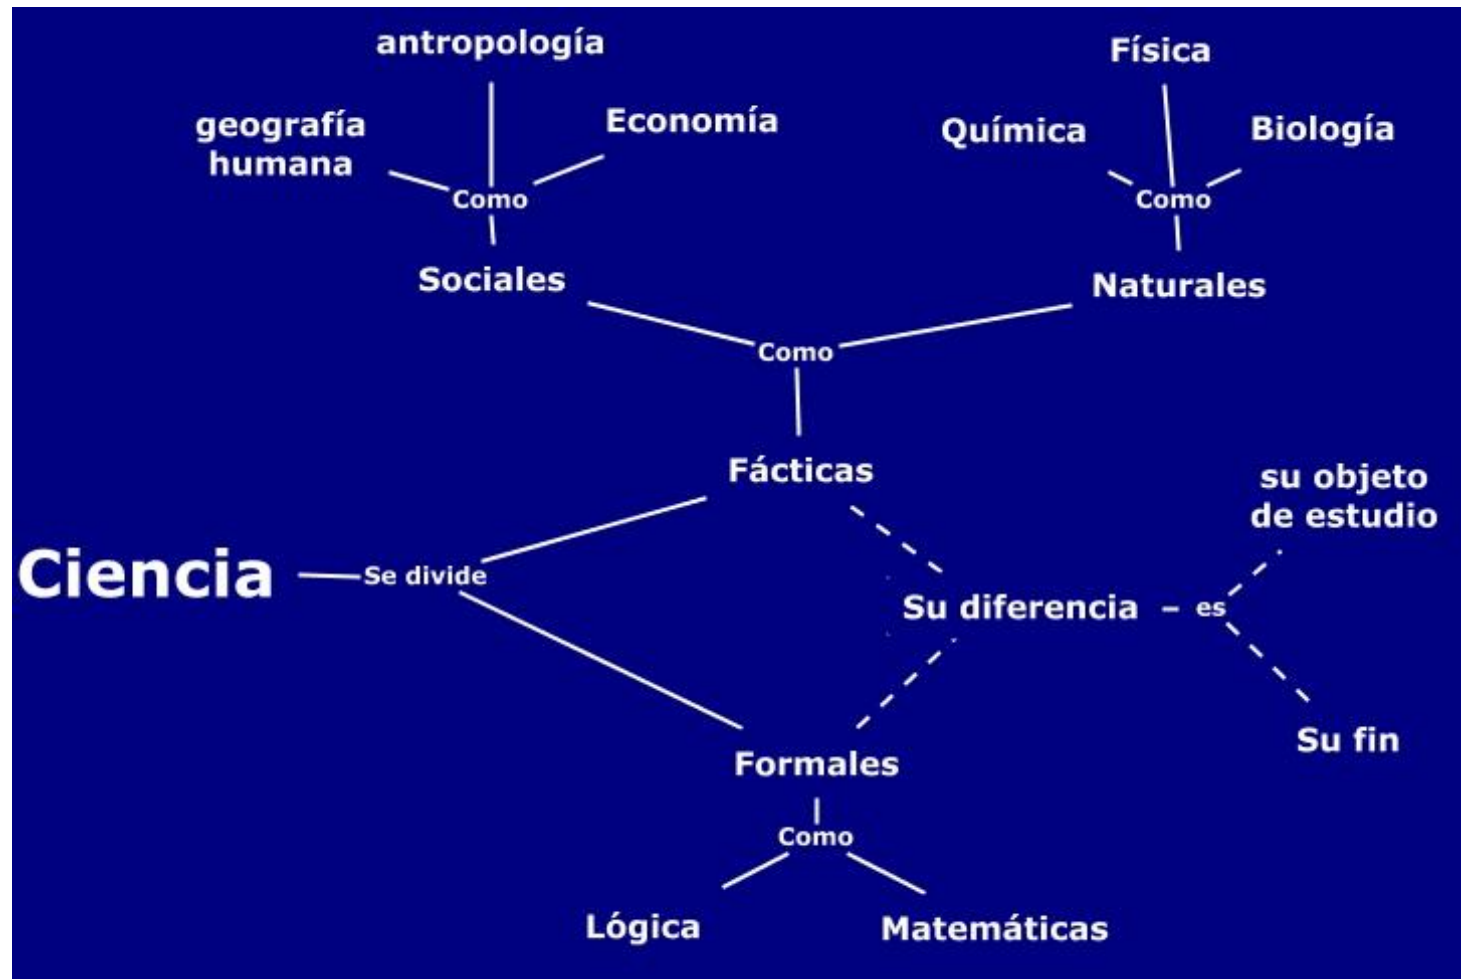 antropología
Física
geografía
humana
Economía
Química
Biología
Como
Como
Sociales
Naturales
Como
Fácticas
su objeto
de estudio
Ciencia
Se divide
Su diferencia
es
Su fin
Formales
Como
Lógica
Matemáticas